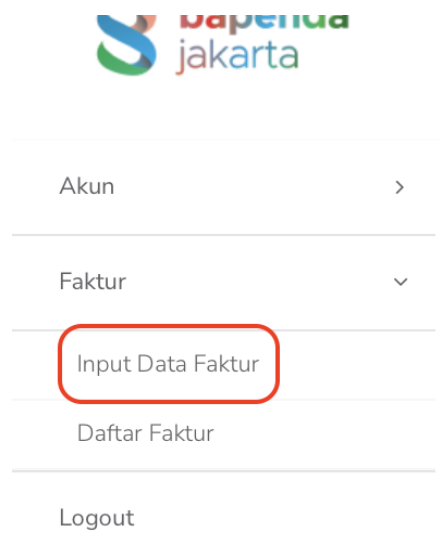 bapenda
jakarta
Akun
Faktur
Input Data Faktur
Daftar Faktur
Logout